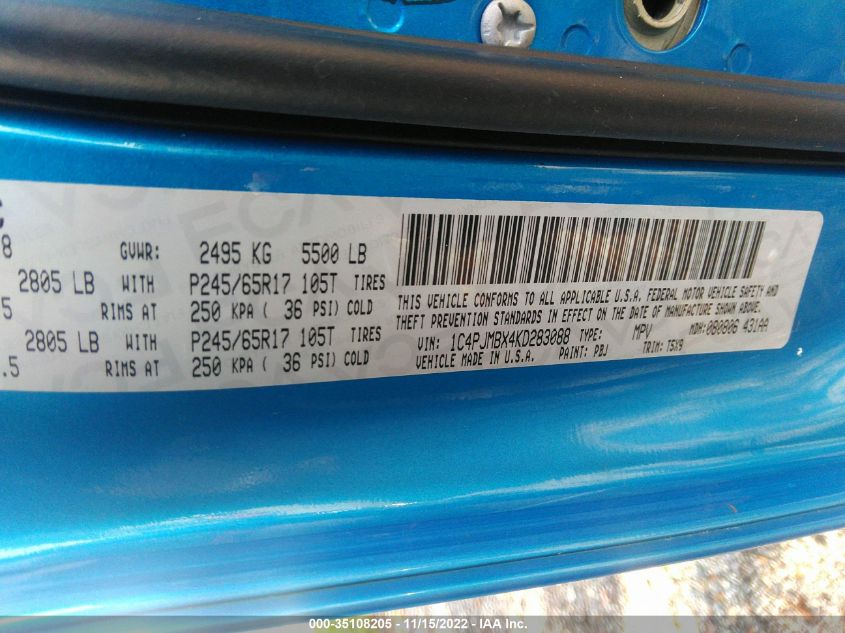 C
8 GVWR: 2495 KG 5500 LB
2805 LB WITH P245/65R17 105T TIRES
5 RIMS AT 250 KPA ( 36 PSI) COLD
2805 LB WITH P245/65R17 105T TIRES
.5 RIMS AT 250 KPA ( 36 PSI) COLD
THIS VEHICLE CONFORMS TO ALL APPLICABLE U.S.A. FEDERAL MOTOR VEHICLE SAFETY AND
THEFT PREVENTION STANDARDS IN EFFECT ON THE DATE OF MANUFACTURE SHOWN ABOVE.
VIN: 1C4PJMBX4KD283088 TYPE: MPV MDH: 080806 431AA
VEHICLE MADE IN U.S.A. PAINT: PBJ TRIM: T5X9
000-35108205 - 11/15/2022 - IAA Inc.